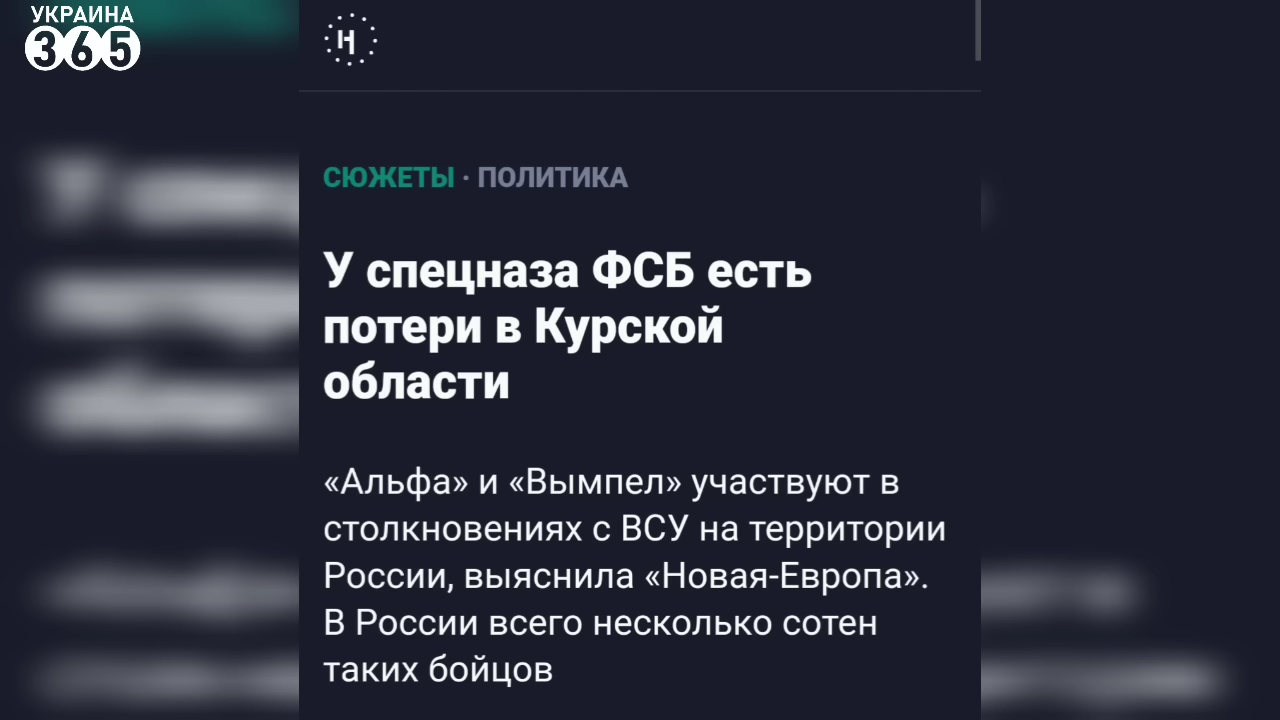 УКРАИНА
365
Н
СЮЖЕТЫ · ПОЛИТИКА
У спецназа ФСБ есть
потери в Курской
области
«Альфа» и «Вымпел» участвуют в
столкновениях с ВСУ на территории
России, выяснила «Новая-Европа».
В России всего несколько сотен
таких бойцов